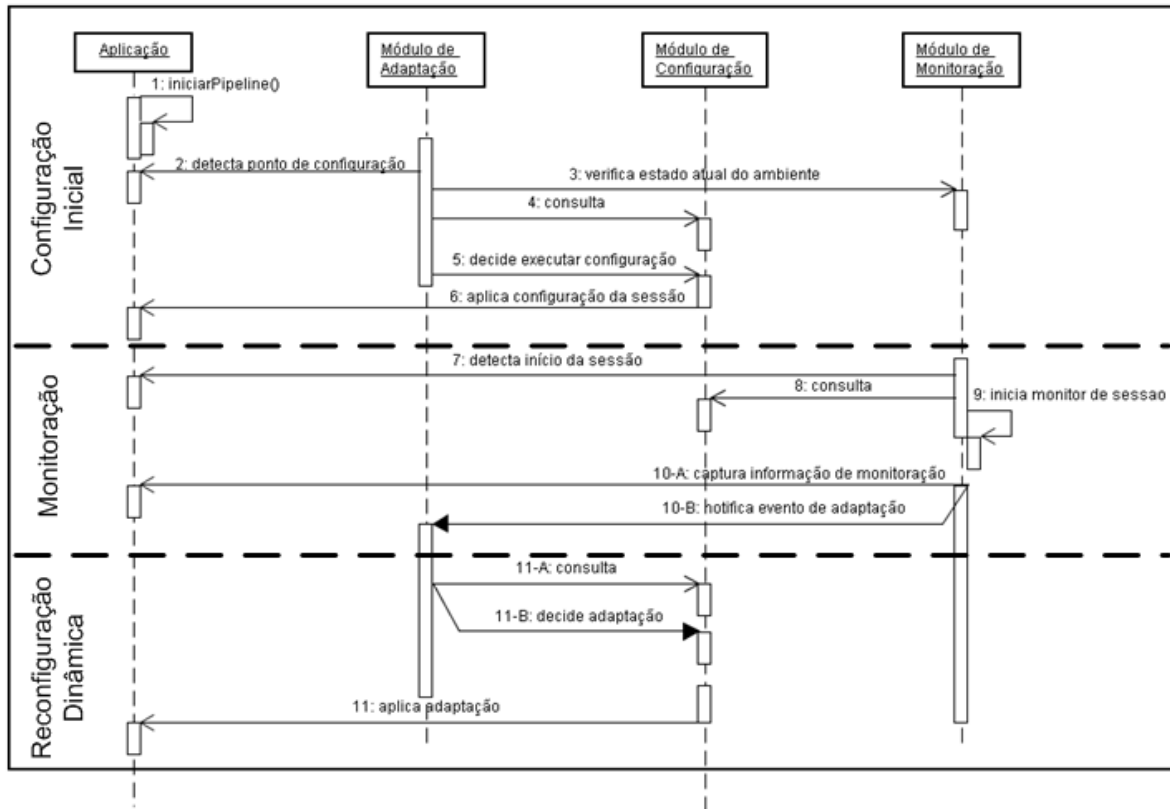 Aplicação
Módulo de
Adaptação
Módulo de
Configuração
Módulo de
Monitoração
Configuração
Inicial
1: iniciarPipeline()
2: detecta ponto de configuração
3: verifica estado atual do ambiente
4: consulta
5: decide executar configuração
6: aplica configuração da sessão
Monitoração
7: detecta início da sessão
8: consulta
9: inicia monitor de sessao
10-A: captura informação de monitoração
10-B: notifica evento de adaptação
Reconfiguração
Dinâmica
11-A: consulta
11-B: decide adaptação
11: aplica adaptação